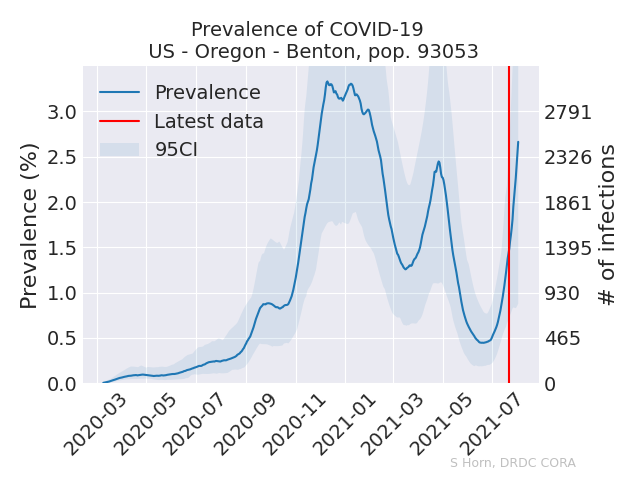 Prevalence of COVID-19
US - Oregon - Benton, pop. 93053
Prevalence
Latest data
95CI
Prevalence (%)
3.0
2.5
2.0
1.5
1.0
0.5
0.0
2791
2326
1861
1395
930
465
0
# of infections
2020-03
2020-05
2020-07
2020-09
2020-11
2021-01
2021-03
2021-05
2021-07
S Horn, DRDC CORA